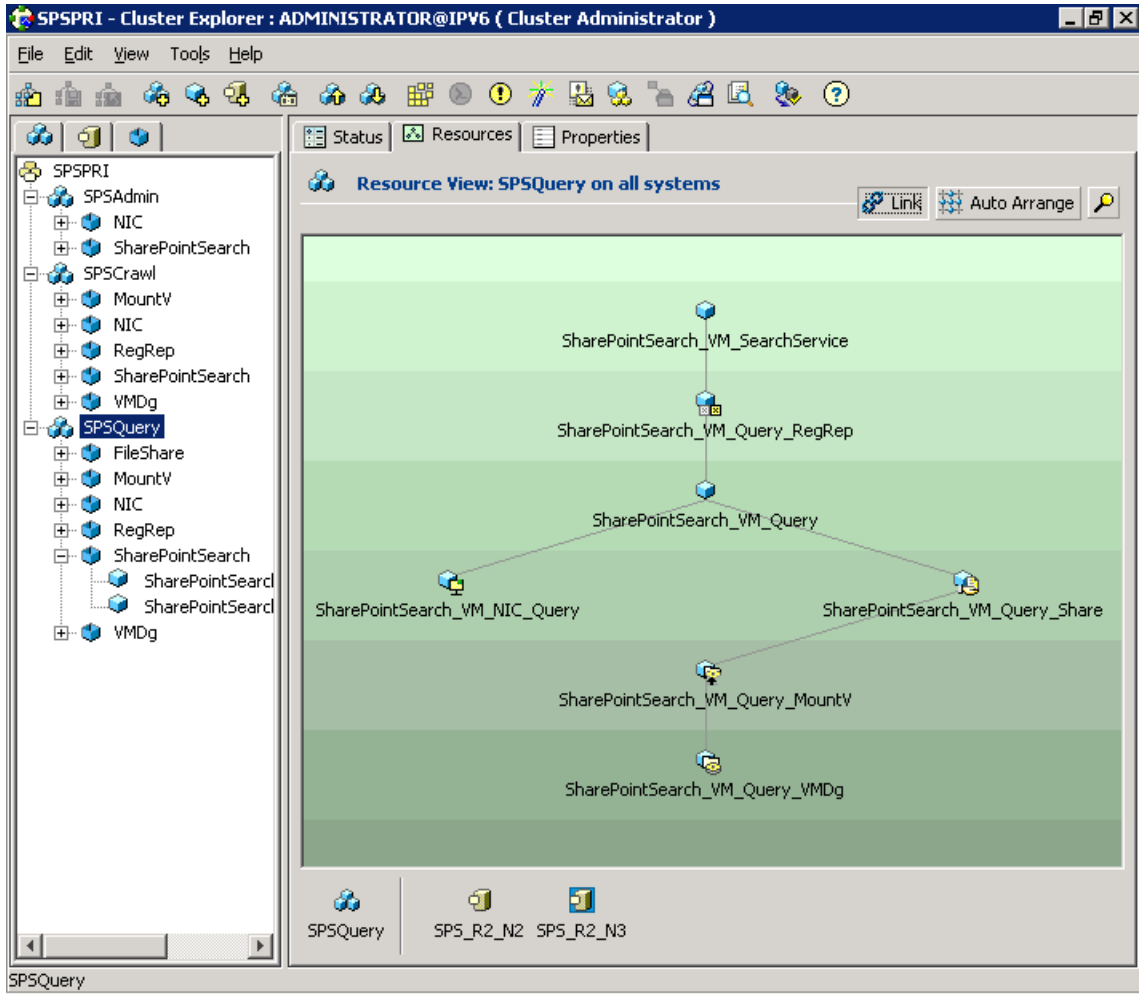 SPSPRI - Cluster Explorer : ADMINISTRATOR@IPV6 ( Cluster Administrator )
File Edit View Tools Help
Status Resources Properties
SPSPRI
SPSAdmin
NIC
SharePointSearch
SPSCrawl
MountV
NIC
RegRep
SharePointSearch
VMDg
SPSQuery
FileShare
MountV
NIC
RegRep
SharePointSearch
SharePointSearcl
SharePointSearcl
VMDg
Resource View: SPSQuery on all systems
Link Auto Arrange
SharePointSearch_VM_SearchService
SharePointSearch_VM_Query_RegRep
SharePointSearch_VM_Query
SharePointSearch_VM_NIC_Query SharePointSearch_VM_Query_Share
SharePointSearch_VM_Query_MountV
SharePointSearch_VM_Query_VMDg
SPSQuery SPS_R2_N2 SPS_R2_N3
SPSQuery